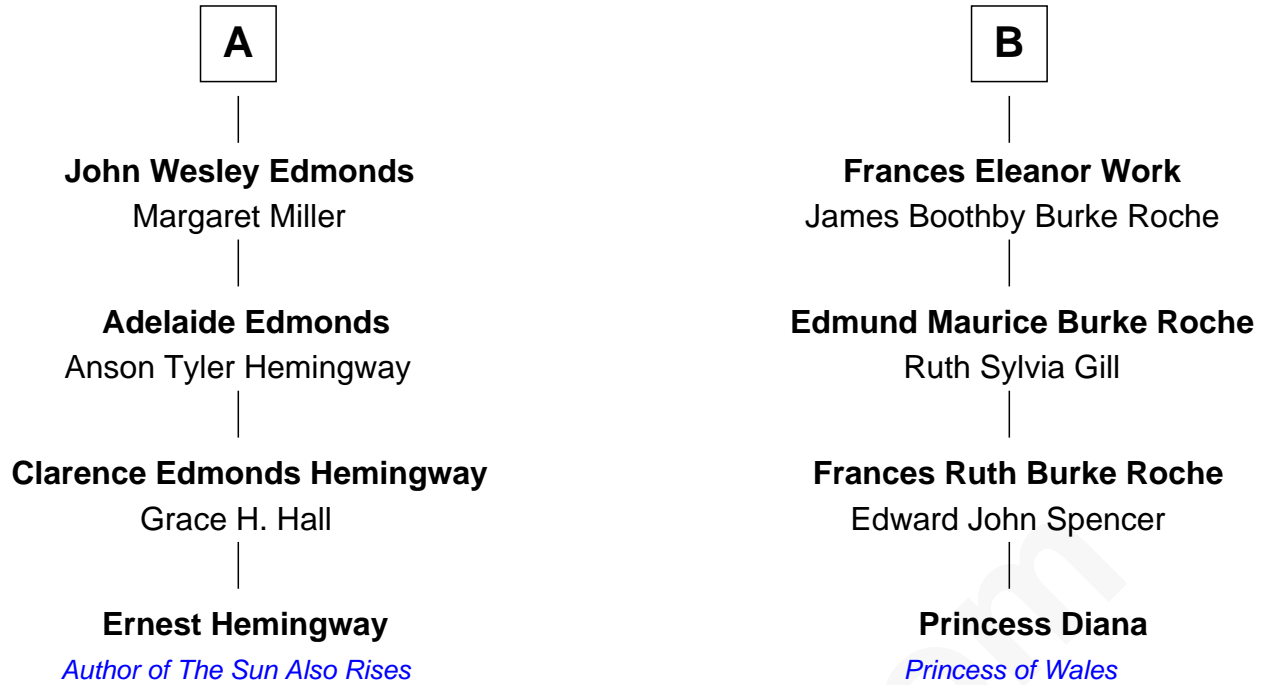 A
John Wesley Edmonds
Margaret Miller
Adelaide Edmonds
Anson Tyler Hemingway
Clarence Edmonds Hemingway
Grace H. Hall
Ernest Hemingway
Author of The Sun Also Rises
B
Frances Eleanor Work
James Boothby Burke Roche
Edmund Maurice Burke Roche
Ruth Sylvia Gill
Frances Ruth Burke Roche
Edward John Spencer
Princess Diana
Princess of Wales